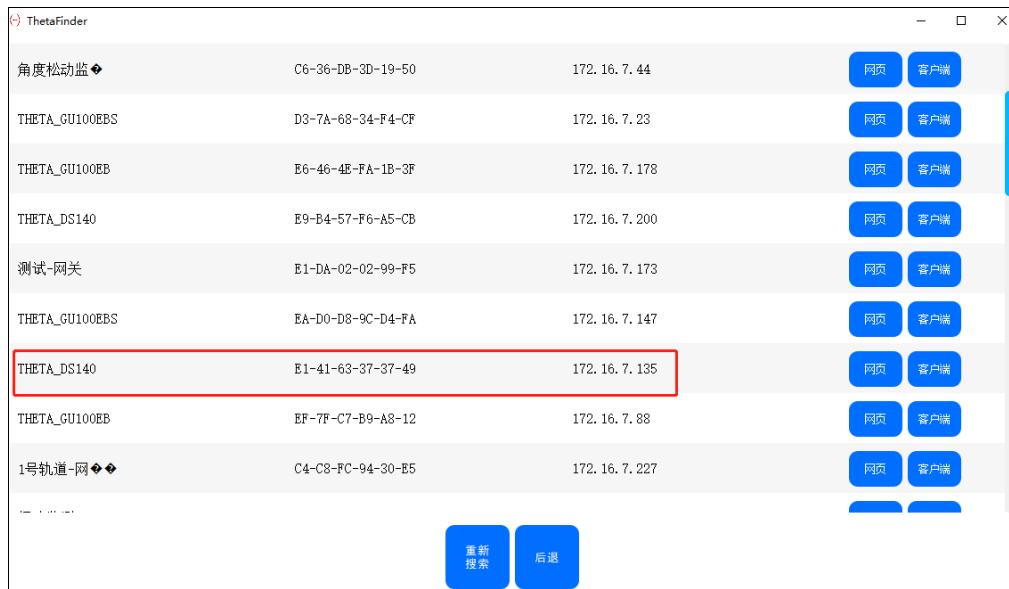 ThetaFinder
角度松动监� C6-36-DB-3D-19-50 172.16.7.44 网页 客户端
THETA_GU100EBS D3-7A-68-34-F4-CF 172.16.7.23 网页 客户端
THETA_GU100EB E6-46-4E-FA-1B-3F 172.16.7.178 网页 客户端
THETA_DS140 E9-B4-57-F6-A5-CB 172.16.7.200 网页 客户端
测试-网关 E1-DA-02-02-99-F5 172.16.7.173 网页 客户端
THETA_GU100EBS EA-D0-D8-9C-D4-FA 172.16.7.147 网页 客户端
THETA_DS140 E1-41-63-37-37-49 172.16.7.135 网页 客户端
THETA_GU100EB EF-7F-C7-B9-A8-12 172.16.7.88 网页 客户端
1号轨道-网�� C4-C8-FC-94-30-E5 172.16.7.227 网页 客户端
重新
搜索
后退